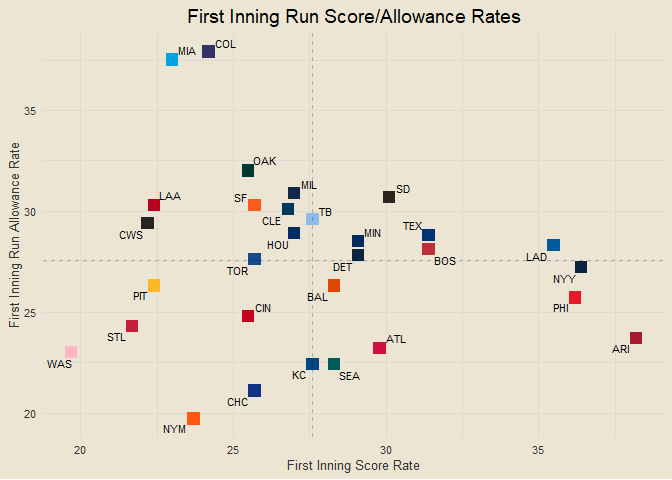 First Inning Run Score/Allowance Rates
COL
MIA
35
OAK
MIL
SD
LAA
SF
TB
30
CLE
TEX
CWS
MIN
HOU
LAD
BOS
DET
TOR
NYY
PIT
BAL
PHI
CIN
25
STL
ATL
ARI
WAS
KC
SEA
CHC
NYM
20
20
25
30
35
First Inning Score Rate
First Inning Run Allowance Rate